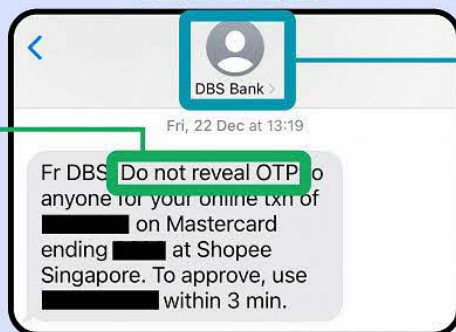 DBS Bank
Fri, 22 Dec at 13:19
Fr DBS: Do not reveal OTP to
anyone for your online txn of
on Mastercard
ending at Shopee
Singapore. To approve, use
within 3 min.